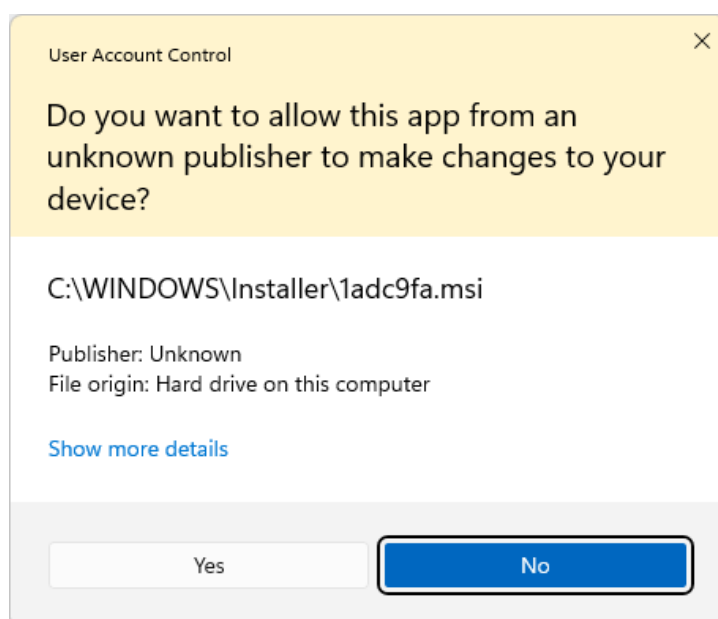 User Account Control
Do you want to allow this app from an
unknown publisher to make changes to your
device?
C:\WINDOWS\Installer\1adc9fa.msi
Publisher: Unknown
File origin: Hard drive on this computer
Show more details
Yes
No